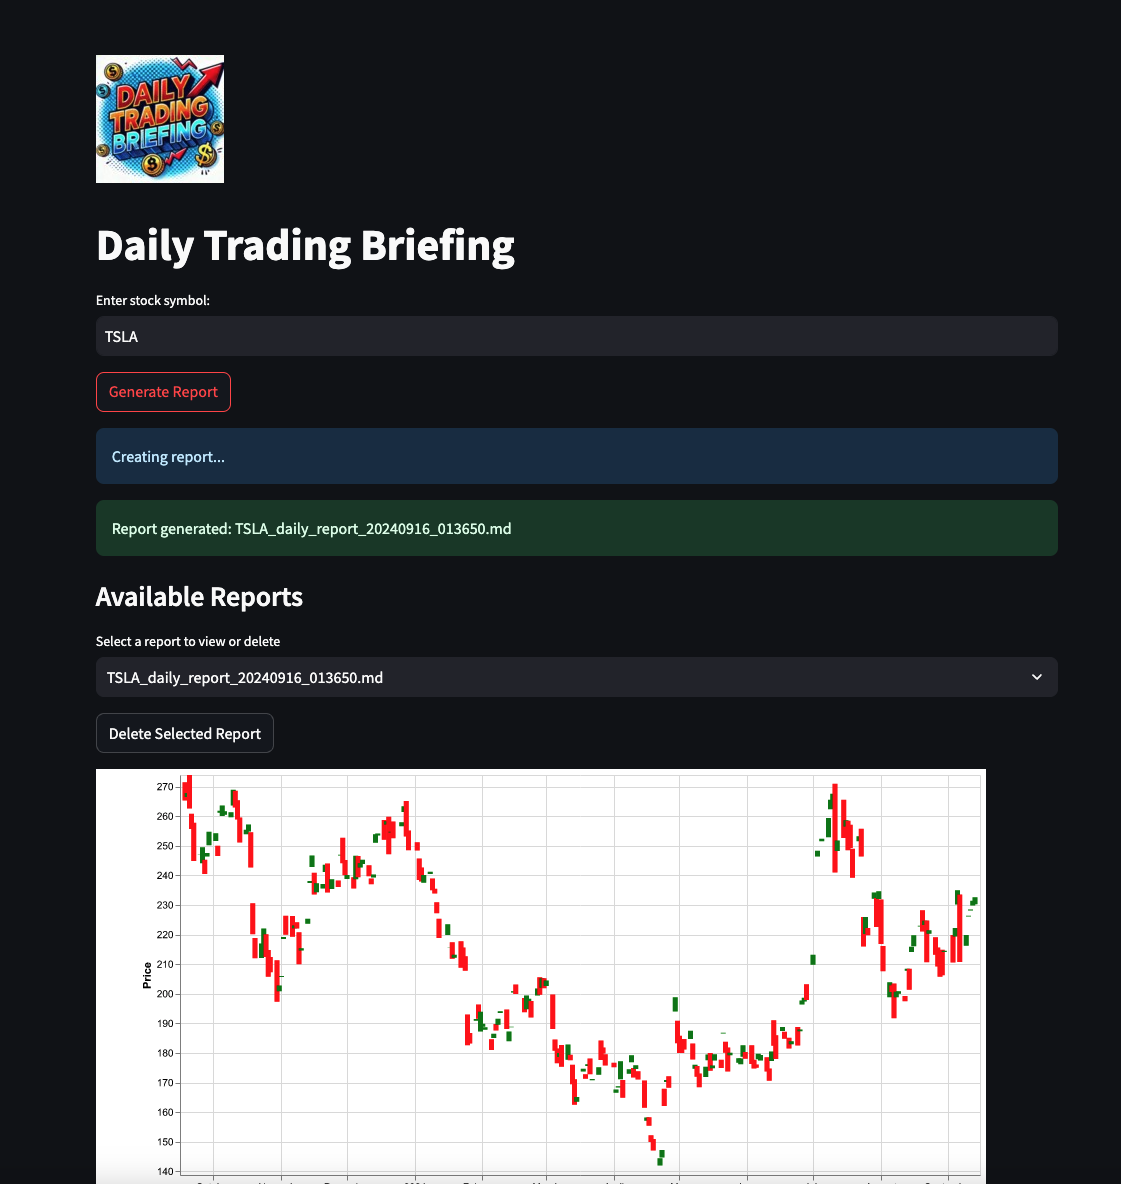 DAILY
TRADING
BRIEFING
Daily Trading Briefing
Enter stock symbol:
TSLA
Generate Report
Creating report...
Report generated: TSLA_daily_report_20240916_013650.md
Available Reports
Select a report to view or delete
TSLA_daily_report_20240916_013650.md
Delete Selected Report
270
260
250
240
230
220
210
200
190
180
170
160
150
140
Price